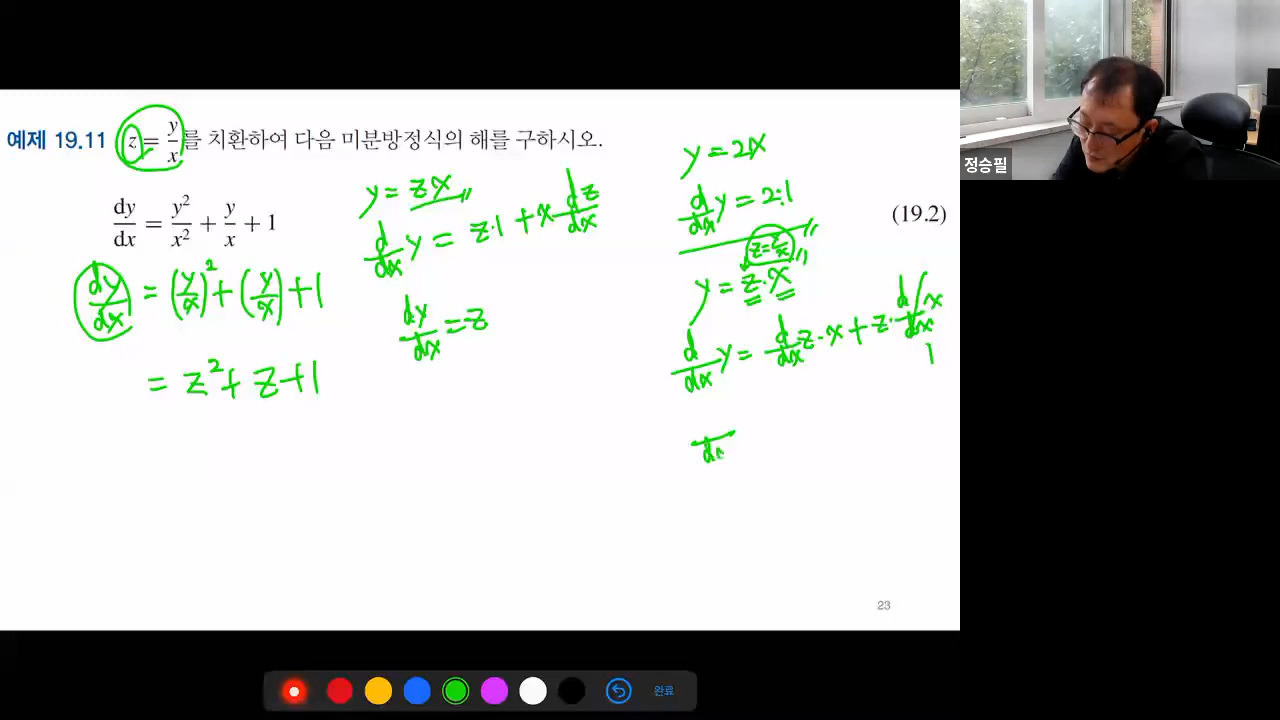 예제 19.11 z = y/x 를 치환하여 다음 미분방정식의 해를 구하시오.
dy/dx = y²/x² + y/x + 1
(19.2)
dy/dx = (y/x)² + (y/x) + 1
= z² + z + 1
y = zx
d/dx y = z·1 + x dz/dx
dy/dx = z
y = 2x
d/dx y = 2·1
z = y/x
y = z·x
d/dx y = d/dx z·x + z· d/dx x
1
23
정승필
완료